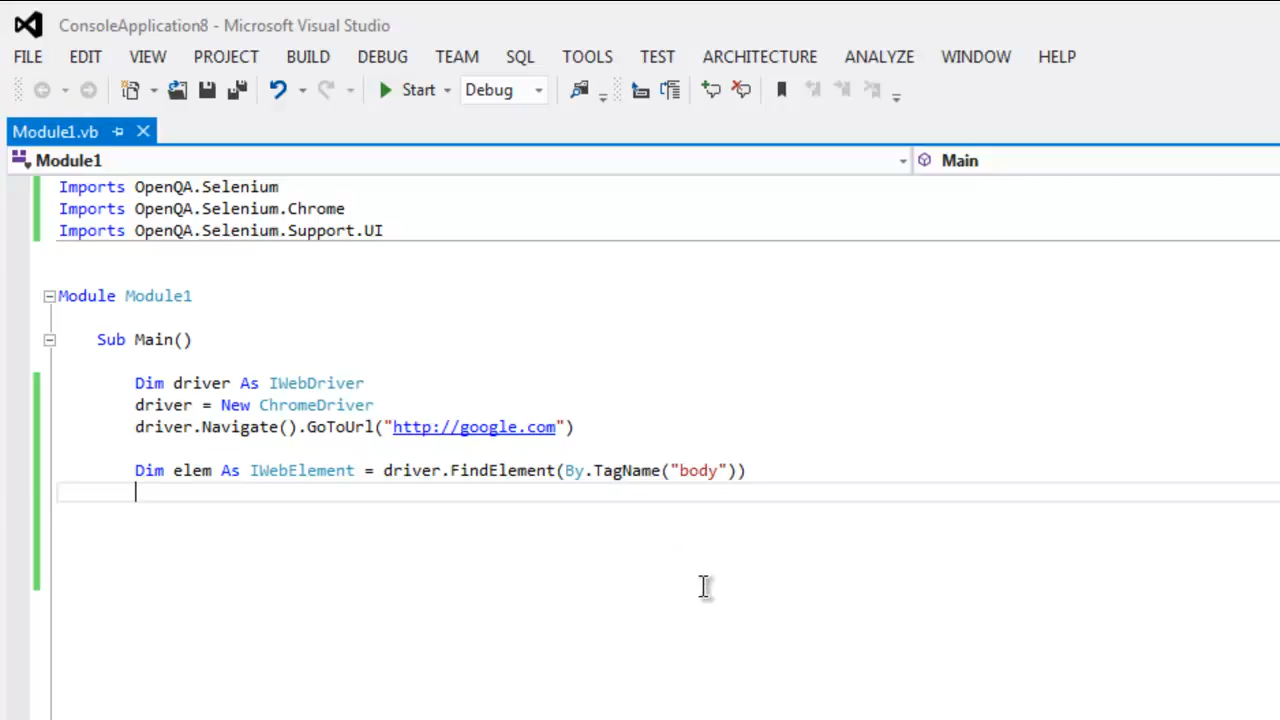 ConsoleApplication8 - Microsoft Visual Studio
FILE EDIT VIEW PROJECT BUILD DEBUG TEAM SQL TOOLS TEST ARCHITECTURE ANALYZE WINDOW HELP
Start Debug
Module1.vb
Module1 Main
Imports OpenQA.Selenium
Imports OpenQA.Selenium.Chrome
Imports OpenQA.Selenium.Support.UI
Module Module1
Sub Main()
Dim driver As IWebDriver
driver = New ChromeDriver
driver.Navigate().GoToUrl("http://google.com")
Dim elem As IWebElement = driver.FindElement(By.TagName("body"))